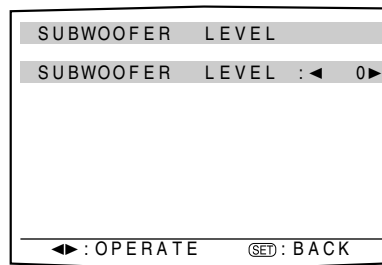 SUBWOOFER LEVEL
SUBWOOFER LEVEL :◄ 0►
◄►:OPERATE SET:BACK